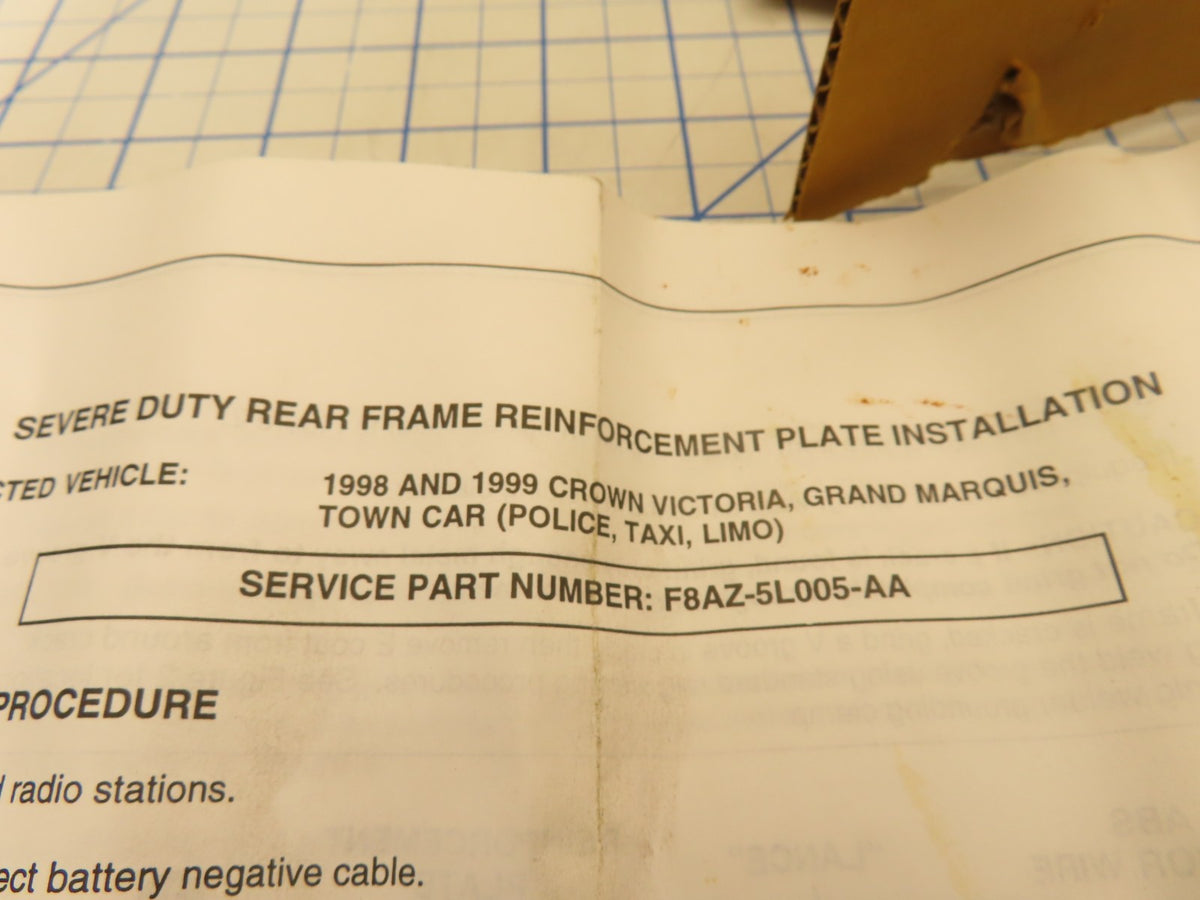 SEVERE DUTY REAR FRAME REINFORCEMENT PLATE INSTALLATION
CTED VEHICLE: 1998 AND 1999 CROWN VICTORIA, GRAND MARQUIS,
TOWN CAR (POLICE, TAXI, LIMO)
SERVICE PART NUMBER: F8AZ-5L005-AA
PROCEDURE
radio stations.
ect battery negative cable.